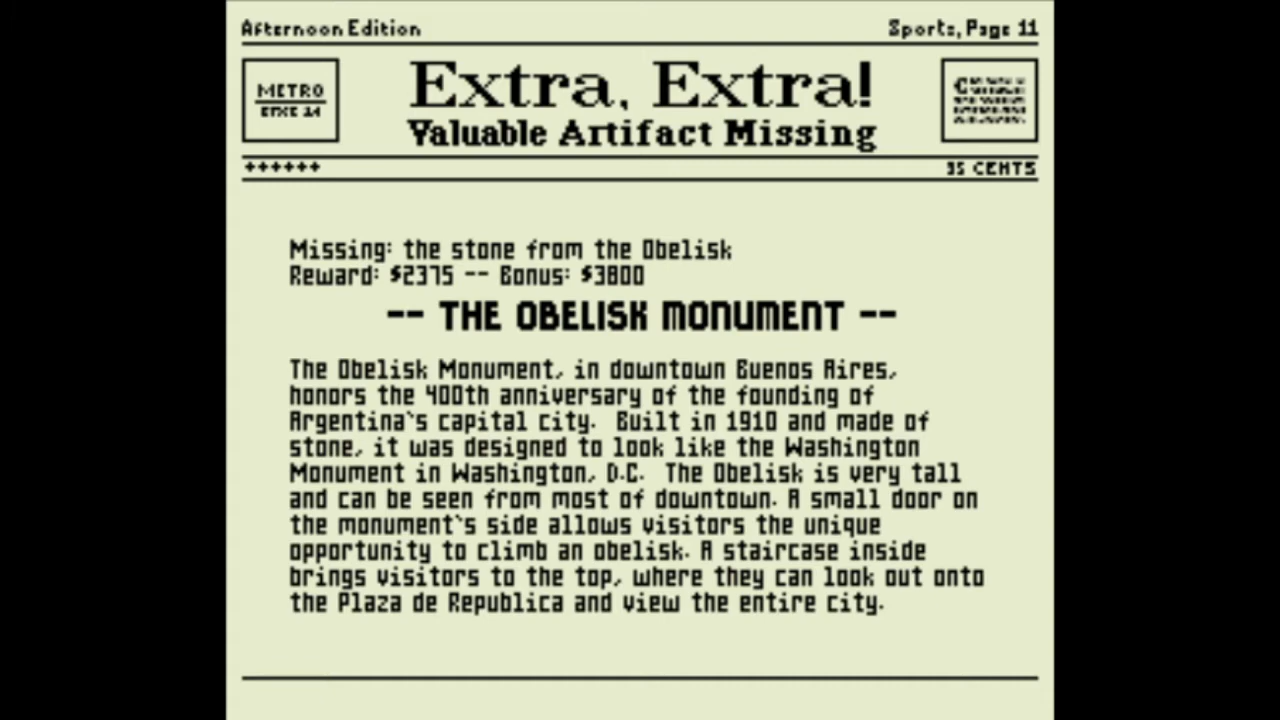 Afternoon Edition
Sports, Page 11
METRO
Extra, Extra!
Valuable Artifact Missing
++++++
35 CENTS
Missing: the stone from the Obelisk
Reward: $2375 -- Bonus: $3800
-- THE OBELISK MONUMENT --
The Obelisk Monument, in downtown Buenos Aires,
honors the 400th anniversary of the founding of
Argentina's capital city. Built in 1910 and made of
stone, it was designed to look like the Washington
Monument in Washington, D.C. The Obelisk is very tall
and can be seen from most of downtown. A small door on
the monument's side allows visitors the unique
opportunity to climb an obelisk. A staircase inside
brings visitors to the top, where they can look out onto
the Plaza de Republica and view the entire city.